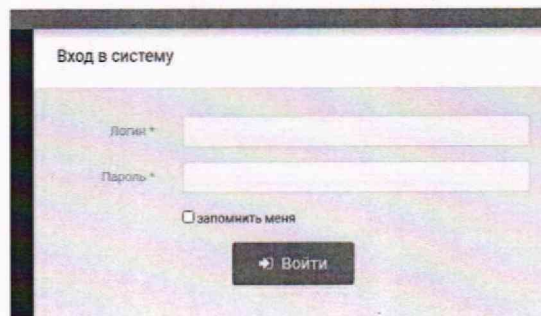 Вход в систему
Логин *
Пароль *
запомнить меня
Войти